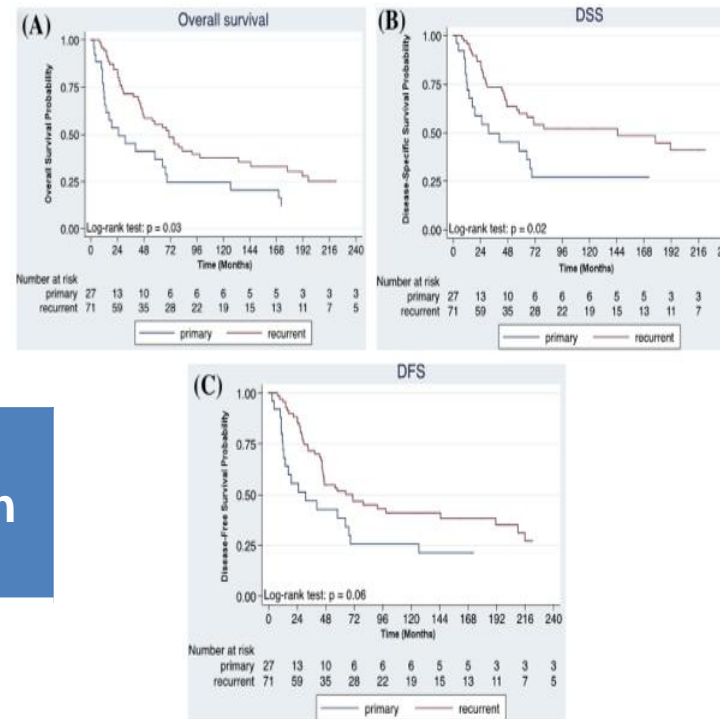 (A)
Overall survival
Overall Survival Probability
1.00
0.75
0.50
0.25
0.00
Log-rank test: p = 0.03
0 24 48 72 96 120 144 168 192 216 240
Time (Months)
Number at risk
primary 27 13 10 6 6 6 5 5 3 3 3
recurrent 71 59 35 28 22 19 15 13 11 7 5
primary recurrent
(B)
DSS
Disease-Specific Survival Probability
1.00
0.75
0.50
0.25
0.00
Log-rank test: p = 0.02
0 24 48 72 96 120 144 168 192 216
Time (Months)
Number at risk
primary 27 13 10 6 6 6 5 5 3 3
recurrent 71 59 35 28 22 19 15 13 11 7
primary recurrent
(C)
DFS
Disease-Free Survival Probability
1.00
0.75
0.50
0.25
0.00
Log-rank test: p = 0.06
0 24 48 72 96 120 144 168 192 216 240
Time (Months)
Number at risk
primary 27 13 10 6 6 6 5 5 3 3 3
recurrent 71 59 35 28 22 19 15 13 11 7 5
primary recurrent